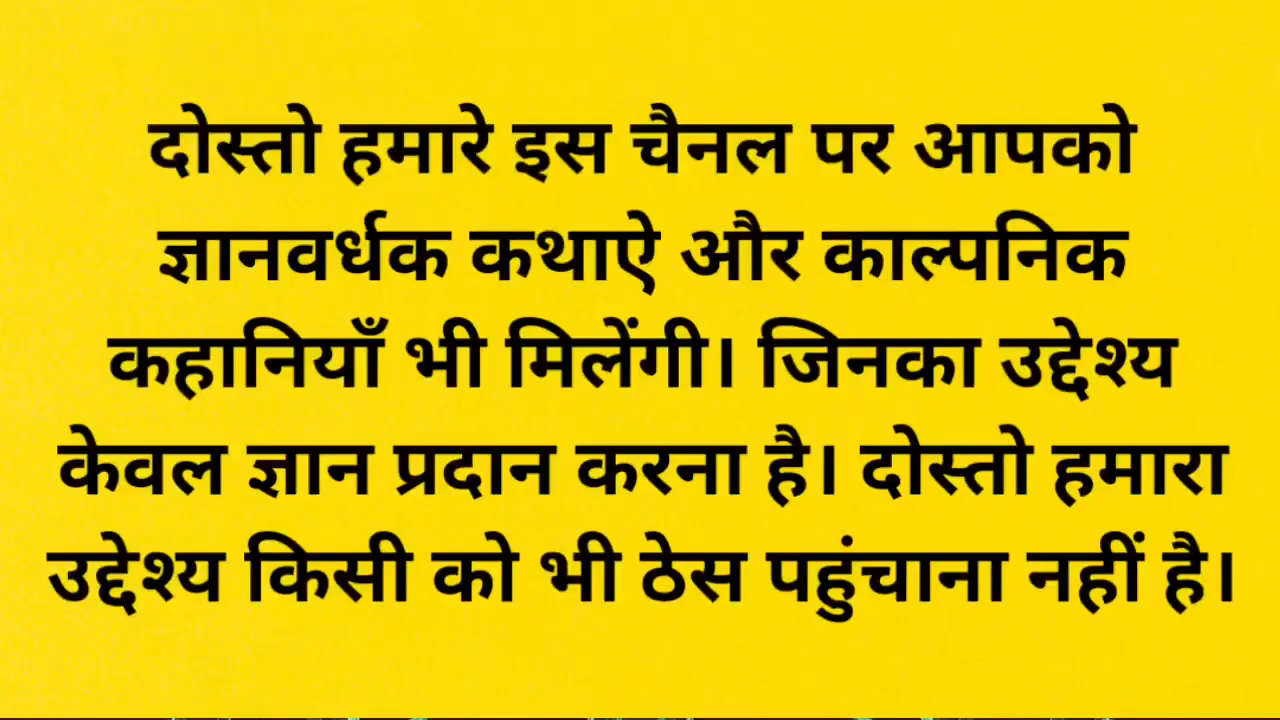 दोस्तो हमारे इस चैनल पर आपको
ज्ञानवर्धक कथाऐ और काल्पनिक
कहानियाँ भी मिलेंगी। जिनका उद्देश्य
केवल ज्ञान प्रदान करना है। दोस्तो हमारा
उद्देश्य किसी को भी ठेस पहुंचाना नहीं है।